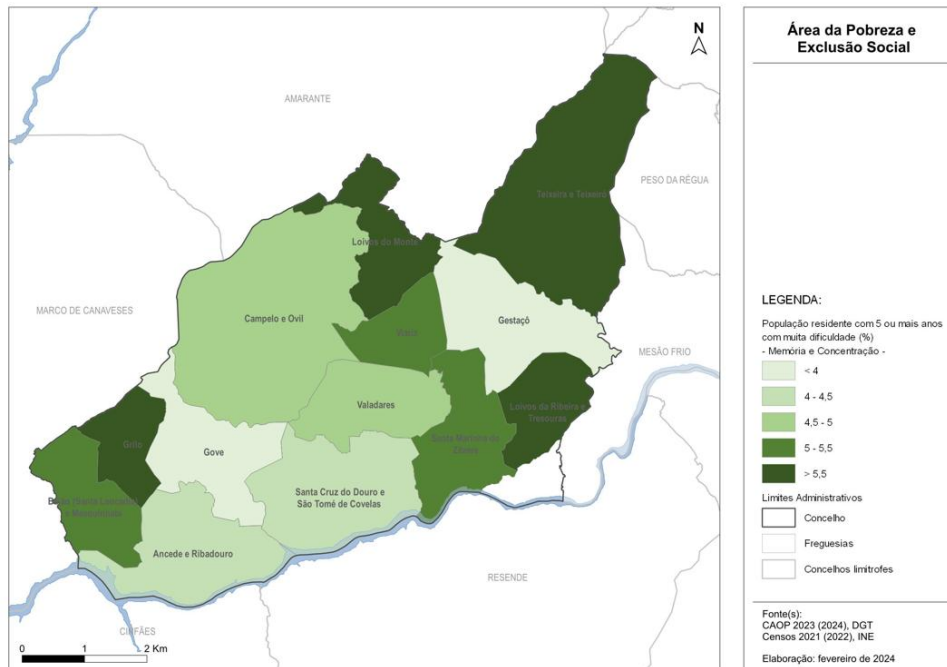 Área da Pobreza e
Exclusão Social
N
AMARANTE
PESO DA RÉGUA
Teixeira e Teixeiró
Loivos do Monte
MARCO DE CANAVESES
Campelo e Ovil
Gestaçô
Viariz
MESÃO FRIO
Valadares
Loivos da Ribeira e
Tresouras
Grilo
Gove
Santa Marinha do
Zêzere
Santa Cruz do Douro e
São Tomé de Covelas
Ancede e Ribadouro
RESENDE
CINFÃES
0 1 2 Km
LEGENDA:
População residente com 5 ou mais anos
com muita dificuldade (%)
- Memória e Concentração -
< 4
4 - 4,5
4,5 - 5
5 - 5,5
> 5,5
Limites Administrativos
Concelho
Freguesias
Concelhos limitrofes
Fonte(s):
CAOP 2023 (2024), DGT
Censos 2021 (2022), INE
Elaboração: fevereiro de 2024